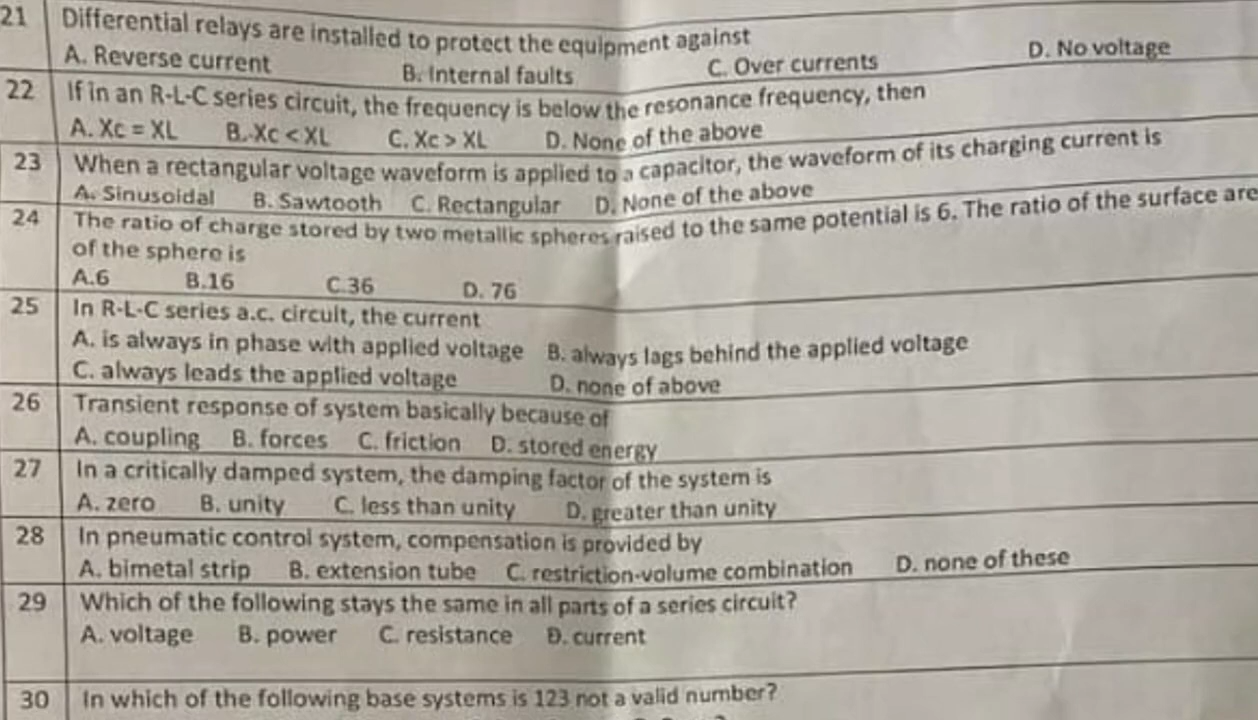 21 Differential relays are installed to protect the equipment against
A. Reverse current B. Internal faults C. Over currents D. No voltage
22 If in an R-L-C series circuit, the frequency is below the resonance frequency, then
A. Xc = XL B. Xc < XL C. Xc > XL D. None of the above
23 When a rectangular voltage waveform is applied to a capacitor, the waveform of its charging current is
A. Sinusoidal B. Sawtooth C. Rectangular D. None of the above
24 The ratio of charge stored by two metallic spheres raised to the same potential is 6. The ratio of the surface are
of the sphere is
A.6 B.16 C.36 D. 76
25 In R-L-C series a.c. circuit, the current
A. is always in phase with applied voltage B. always lags behind the applied voltage
C. always leads the applied voltage D. none of above
26 Transient response of system basically because of
A. coupling B. forces C. friction D. stored energy
27 In a critically damped system, the damping factor of the system is
A. zero B. unity C. less than unity D. greater than unity
28 In pneumatic control system, compensation is provided by
A. bimetal strip B. extension tube C. restriction-volume combination D. none of these
29 Which of the following stays the same in all parts of a series circuit?
A. voltage B. power C. resistance D. current
30 In which of the following base systems is 123 not a valid number?